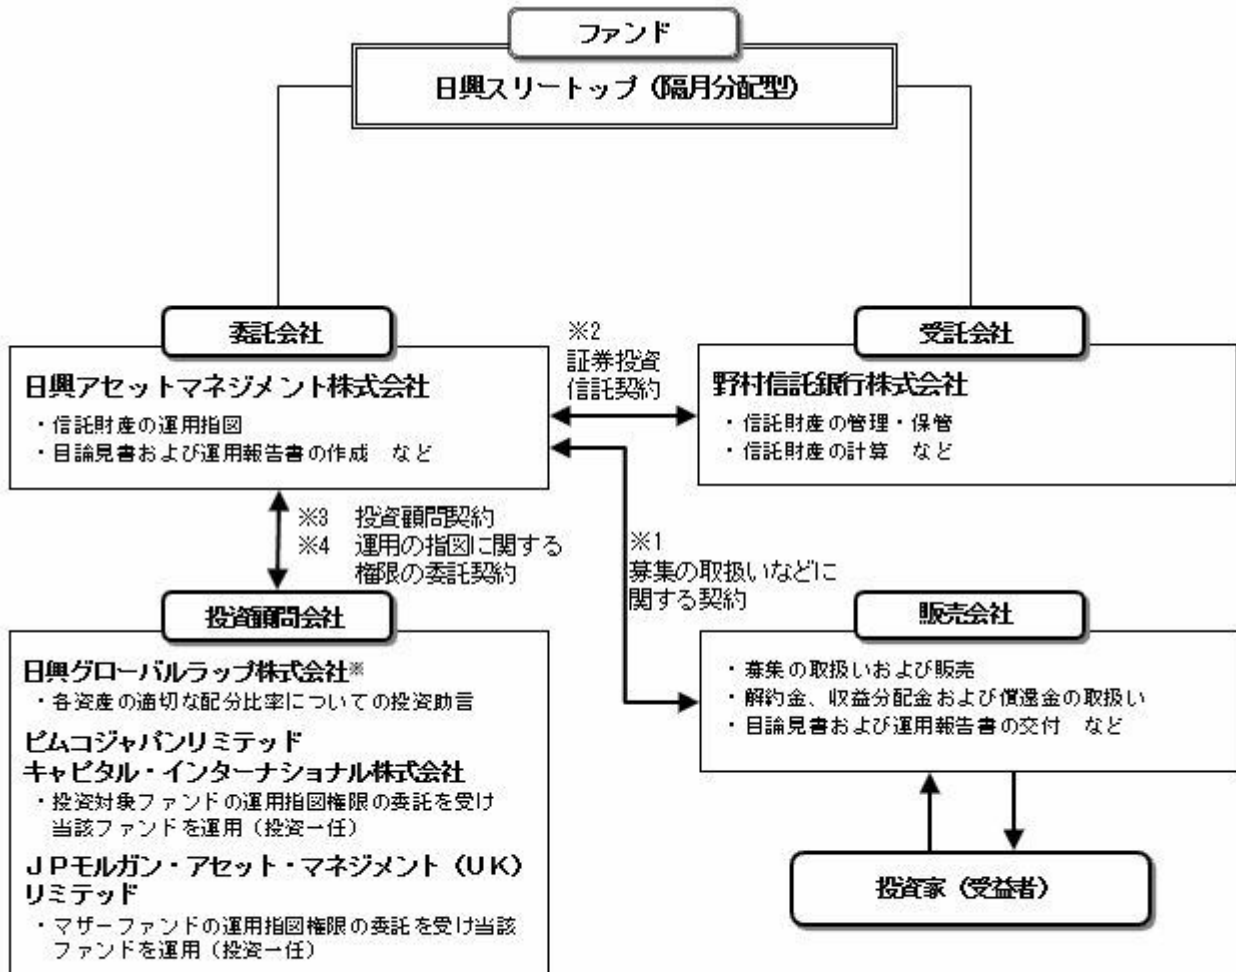 ファンド
日興スリートップ（隔月分配型）
委託会社
日興アセットマネジメント株式会社
・信託財産の運用指図
・目論見書および運用報告書の作成　など
※2
証券投資
信託契約
受託会社
野村信託銀行株式会社
・信託財産の管理・保管
・信託財産の計算　など
※3　投資顧問契約
※4　運用の指図に関する
権限の委託契約
※1
募集の取扱いなどに
関する契約
投資顧問会社
日興グローバルラップ株式会社※
・各資産の適切な配分比率についての投資助言
ピムコジャパンリミテッド
キャピタル・インターナショナル株式会社
・投資対象ファンドの運用指図権限の委託を受け
当該ファンドを運用（投資一任）
ＪＰモルガン・アセット・マネジメント（ＵＫ）
リミテッド
・マザーファンドの運用指図権限の委託を受け当該
ファンドを運用（投資一任）
販売会社
・募集の取扱いおよび販売
・解約金、収益分配金および償還金の取扱い
・目論見書および運用報告書の交付　など
投資家（受益者）